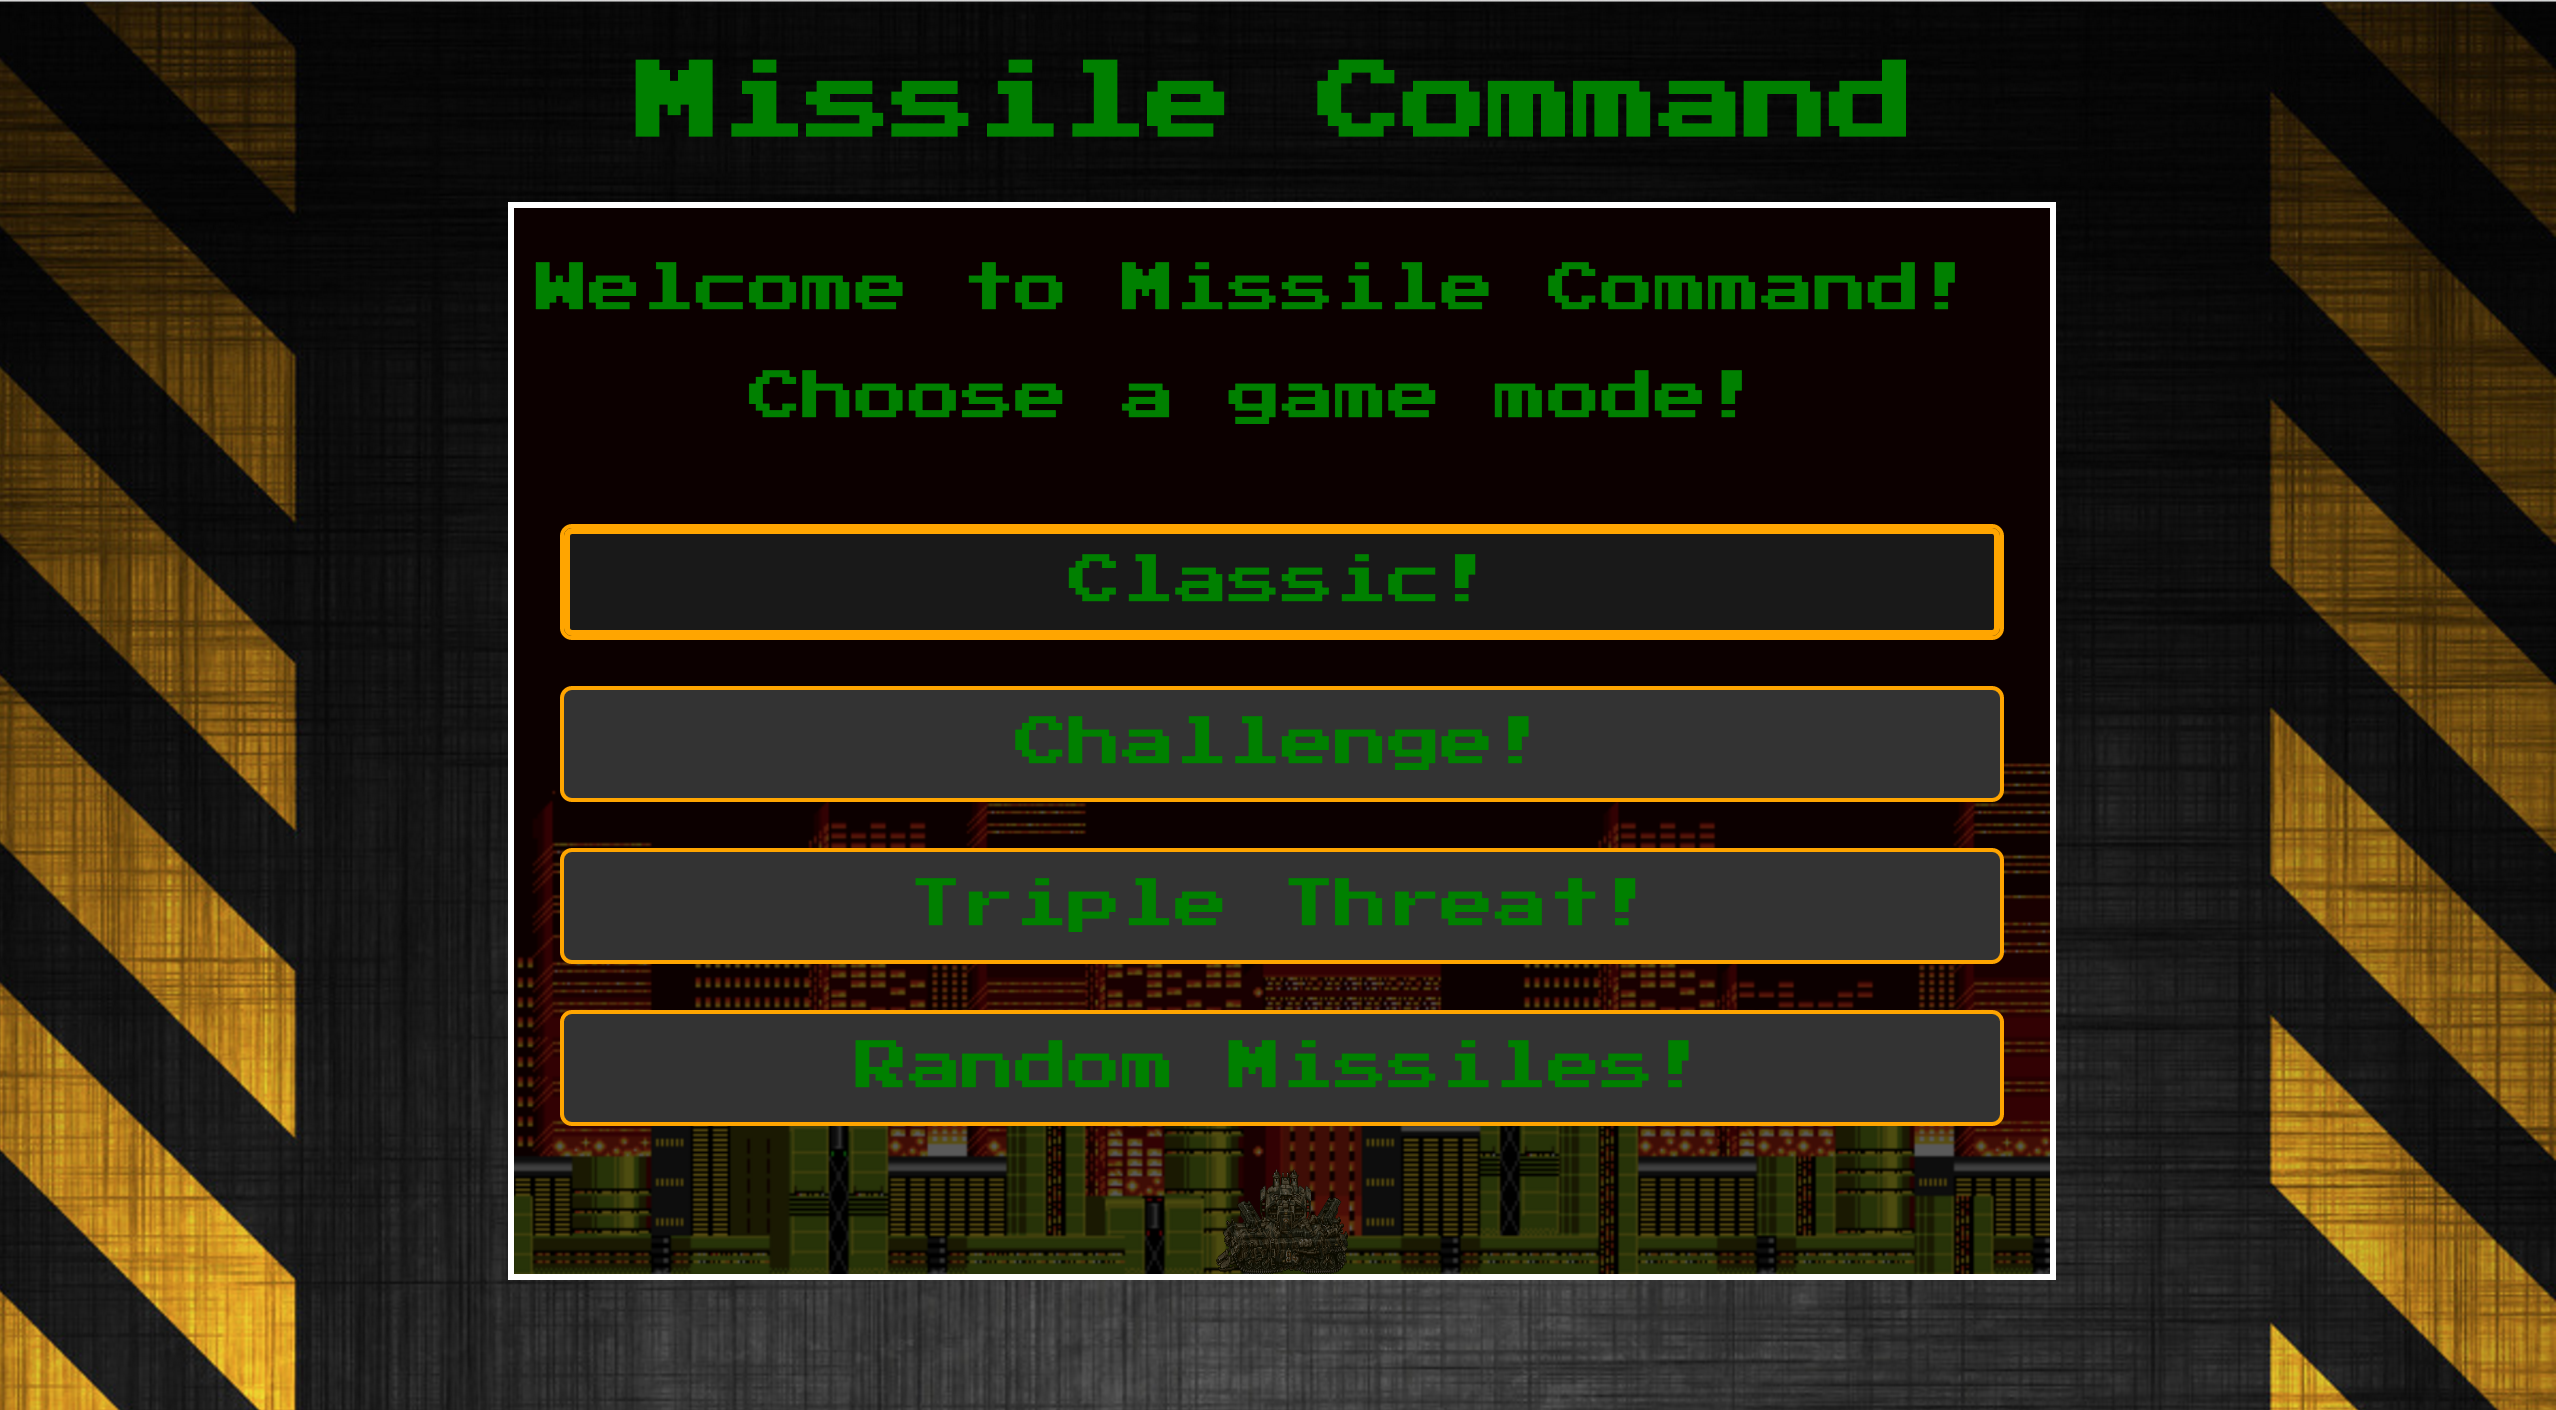 Missile Command
Welcome to Missile Command!
Choose a game mode!
Classic!
Challenge!
Triple Threat!
Random Missiles!